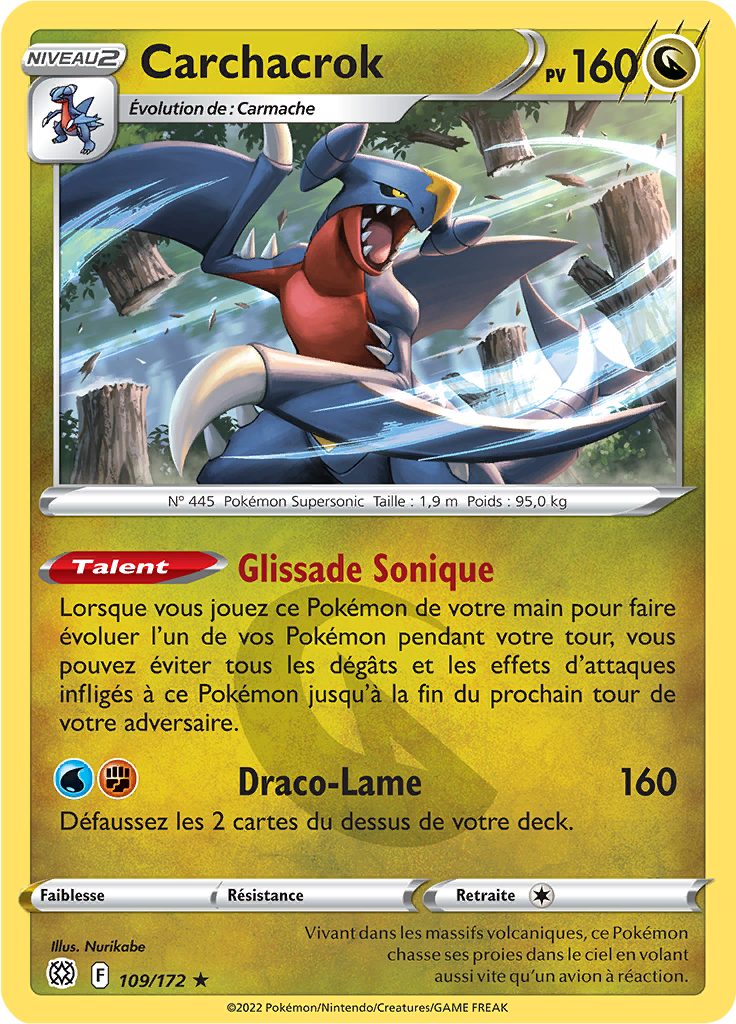 NIVEAU 2
Carchacrok
PV 160
Évolution de : Carmache
Nº 445 Pokémon Supersonic Taille : 1,9 m Poids : 95,0 kg
Talent Glissade Sonique
Lorsque vous jouez ce Pokémon de votre main pour faire
évoluer l’un de vos Pokémon pendant votre tour, vous
pouvez éviter tous les dégâts et les effets d’attaques
infligés à ce Pokémon jusqu’à la fin du prochain tour de
votre adversaire.
Draco-Lame 160
Défaussez les 2 cartes du dessus de votre deck.
Faiblesse Résistance Retraite
Illus. Nurikabe
Vivant dans les massifs volcaniques, ce Pokémon
chasse ses proies dans le ciel en volant
aussi vite qu’un avion à réaction.
F 109/172 ★
©2022 Pokémon/Nintendo/Creatures/GAME FREAK